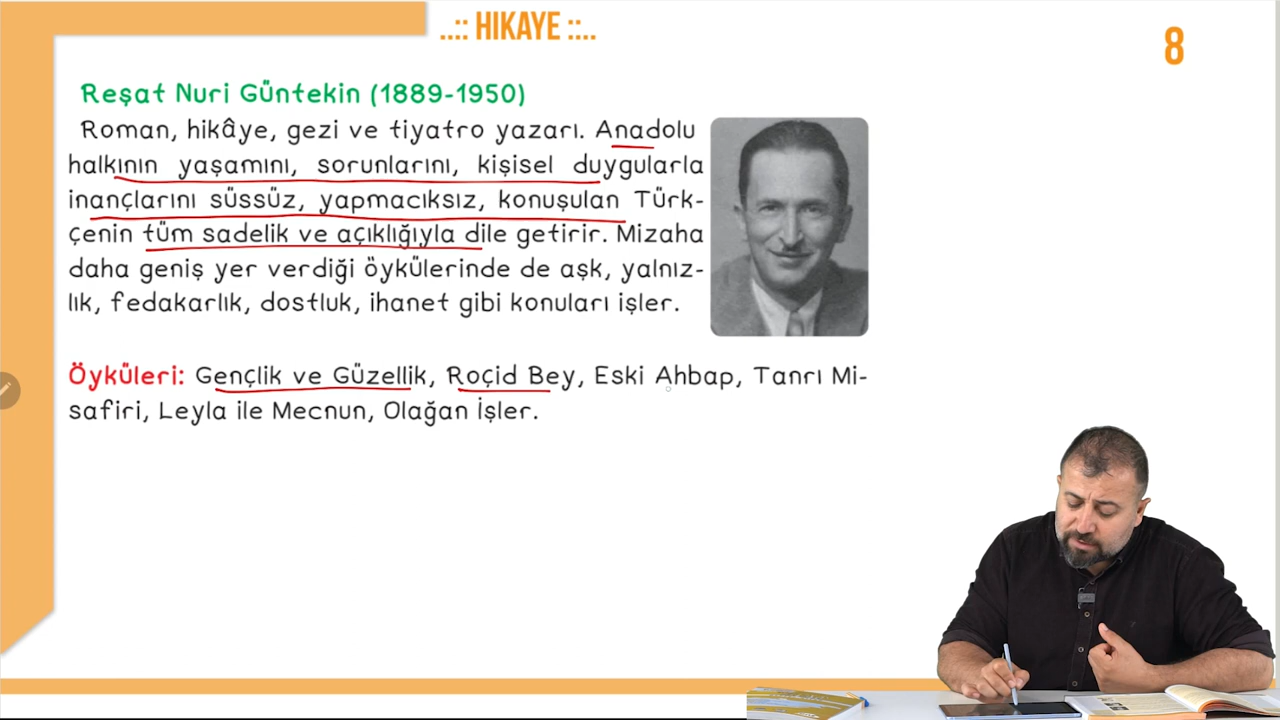 ..:: HIKAYE ::..
8
Reşat Nuri Güntekin (1889-1950)
Roman, hikâye, gezi ve tiyatro yazarı. Anadolu
halkının yaşamını, sorunlarını, kişisel duygularla
inançlarını süssüz, yapmacıksız, konuşulan Türk-
çenin tüm sadelik ve açıklığıyla dile getirir. Mizaha
daha geniş yer verdiği öykülerinde de aşk, yalnız-
lık, fedakarlık, dostluk, ihanet gibi konuları işler.
Öyküleri: Gençlik ve Güzellik, Roçid Bey, Eski Ahbap, Tanrı Mi-
safiri, Leyla ile Mecnun, Olağan İşler.